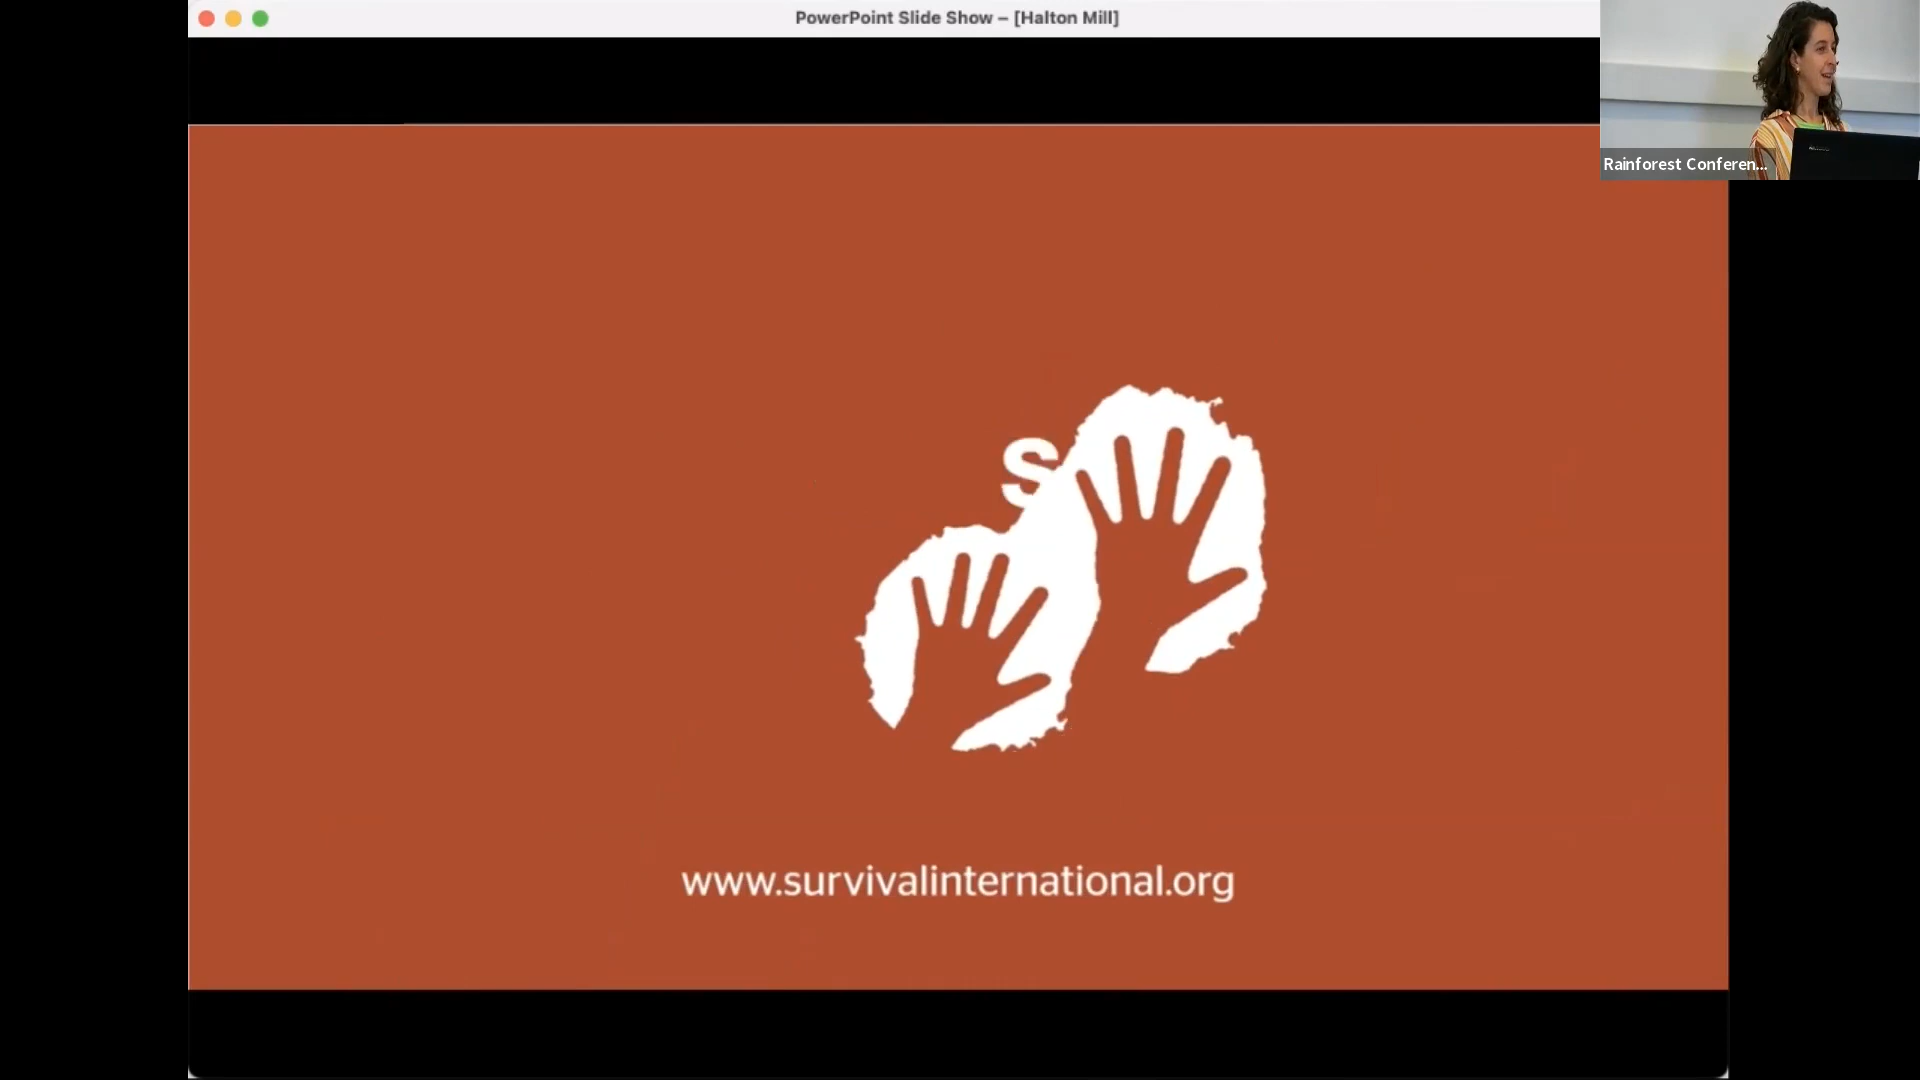 PowerPoint Slide Show – [Halton Mill]
Rainforest Conferen...
S
www.survivalinternational.org